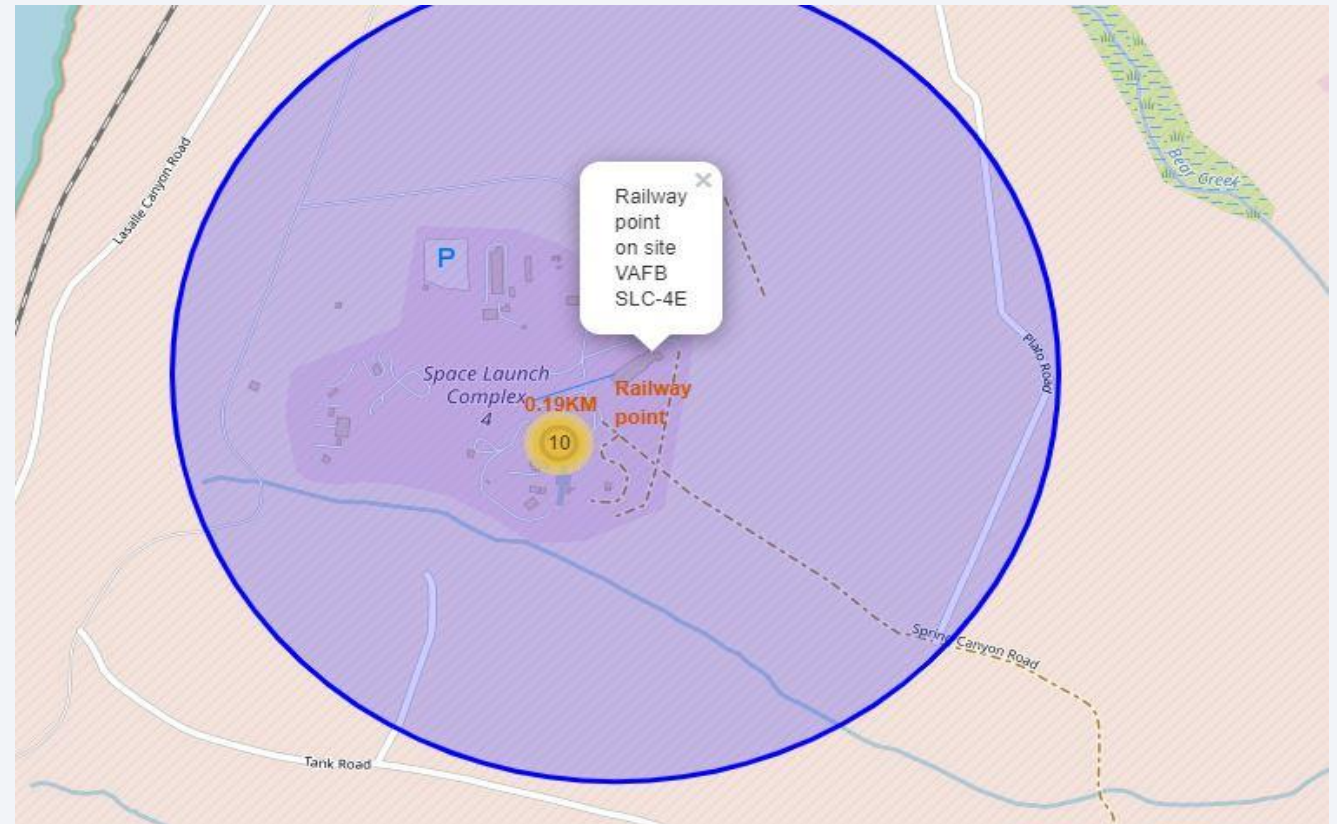 Lasalle Canyon Road
Bear Creek
×
Railway
point
on site
VAFB
SLC-4E
P
Plato Road
Space Launch
Complex
4
0.19KM
Railway
point
10
Spring Canyon Road
Tank Road